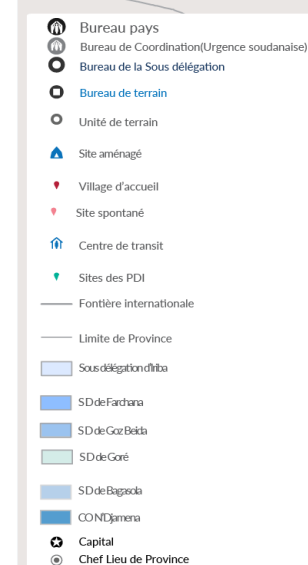 Bureau pays
Bureau de Coordination(Urgence soudanaise)
Bureau de la Sous délégation
Bureau de terrain
Unité de terrain
Site aménagé
Village d'accueil
Site spontané
Centre de transit
Sites des PDI
Fontière internationale
Limite de Province
Sous délégation d'Iriba
SD de Farchana
SD de Goz Beida
SD de Goré
SD de Bagasola
CO N'Djamena
Capital
Chef Lieu de Province